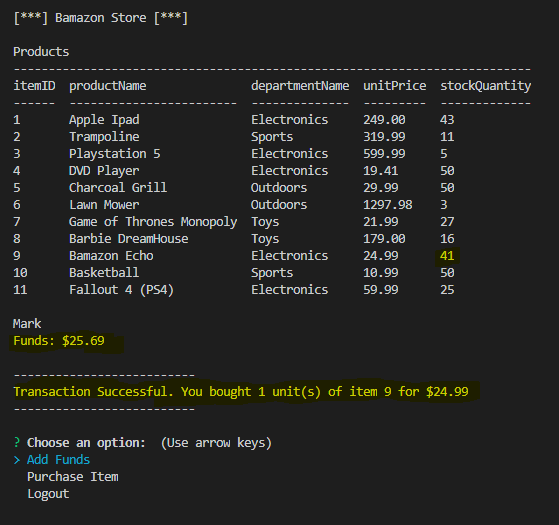 [***] Bamazon Store [***]
Products
--------------------------------------------------------------------------
itemID  productName               departmentName  unitPrice  stockQuantity
------  ------------------------  --------------  ---------  -------------
1       Apple Ipad                Electronics     249.00     43
2       Trampoline                Sports          319.99     11
3       Playstation 5             Electronics     599.99     5
4       DVD Player                Electronics     19.41      50
5       Charcoal Grill            Outdoors        29.99      50
6       Lawn Mower                Outdoors        1297.98    3
7       Game of Thrones Monopoly  Toys            21.99      27
8       Barbie DreamHouse         Toys            179.00     16
9       Bamazon Echo              Electronics     24.99      41
10      Basketball                Sports          10.99      50
11      Fallout 4 (PS4)           Electronics     59.99      25
Mark
Funds: $25.69
--------------------------
Transaction Successful. You bought 1 unit(s) of item 9 for $24.99
--------------------------
? Choose an option:  (Use arrow keys)
> Add Funds
  Purchase Item
  Logout